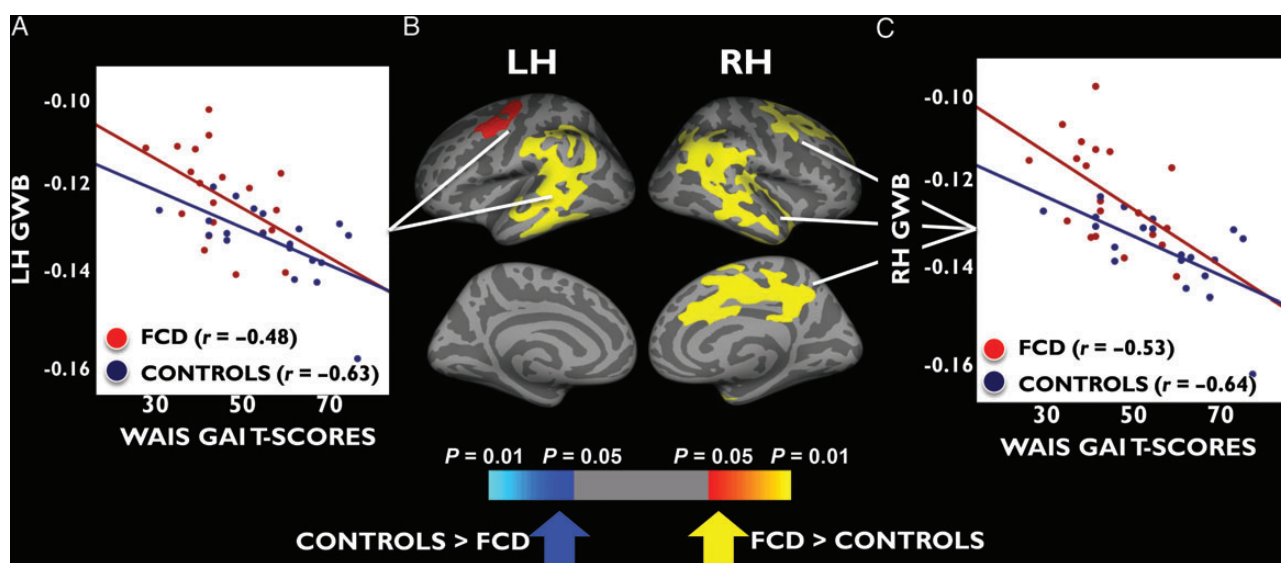 A
B
C
LH
RH
-0.10
-0.12
-0.14
-0.16
LH GWB
FCD (r = -0.48)
CONTROLS (r = -0.63)
30 50 70
WAIS GAI T-SCORES
-0.10
-0.12
-0.14
-0.16
RH GWB
FCD (r = -0.53)
CONTROLS (r = -0.64)
30 50 70
WAIS GAI T-SCORES
P = 0.01 P = 0.05 P = 0.05 P = 0.01
CONTROLS > FCD
FCD > CONTROLS